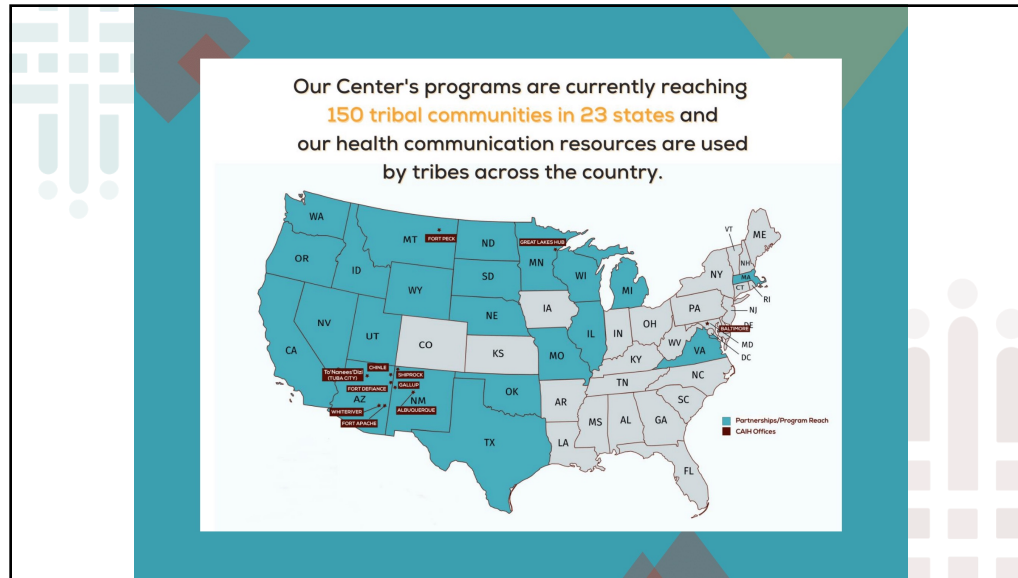 Our Center's programs are currently reaching
150 tribal communities in 23 states and
our health communication resources are used
by tribes across the country.
WA
MT
FORT PECK
ND
GREAT LAKES HUB
MN
VT
ME
OR
ID
SD
WI
NH
NY
MA
WY
MI
CT
RI
IA
NE
PA
NJ
NV
UT
IL
IN
OH
DE
BALTIMORE
CA
CO
WV
MD
VA
DC
KS
MO
KY
CHINLE
To'Nanees'Dizi
(TUBA CITY)
SHIPROCK
NC
FORT DEFIANCE
GALLUP
TN
OK
AZ
NM
AR
SC
WHITERIVER
ALBUQUERQUE
FORT APACHE
MS
AL
GA
Partnerships/Program Reach
CAIH Offices
TX
LA
FL